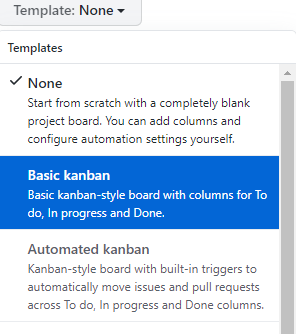 Template: None
Templates
None
Start from scratch with a completely blank
project board. You can add columns and
configure automation settings yourself.
Basic kanban
Basic kanban-style board with columns for To
do, In progress and Done.
Automated kanban
Kanban-style board with built-in triggers to
automatically move issues and pull requests
across To do, In progress and Done columns.